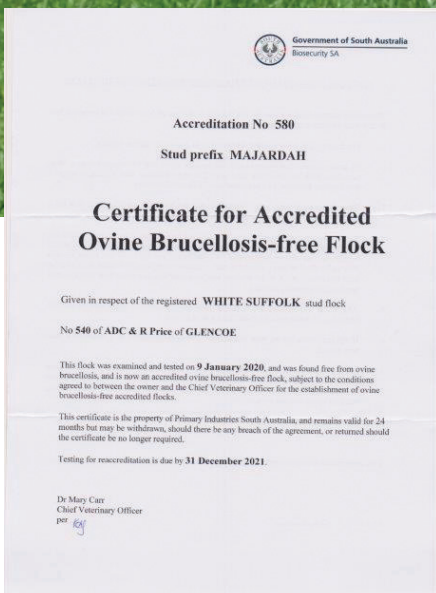 Government of South Australia
Biosecurity SA
Accreditation No 580
Stud prefix MAJARDAH
Certificate for Accredited
Ovine Brucellosis-free Flock
Given in respect of the registered WHITE SUFFOLK stud flock
No 540 of ADC & R Price of GLENCOE
This flock was examined and tested on 9 January 2020, and was found free from ovine
brucellosis, and is now an accredited ovine brucellosis-free flock, subject to the conditions
agreed to between the owner and the Chief Veterinary Officer for the establishment of ovine
brucellosis-free accredited flocks.
This certificate is the property of Primary Industries South Australia, and remains valid for 24
months but may be withdrawn, should there be any breach of the agreement, or returned should
the certificate be no longer required.
Testing for reaccreditation is due by 31 December 2021.
Dr Mary Carr
Chief Veterinary Officer
per